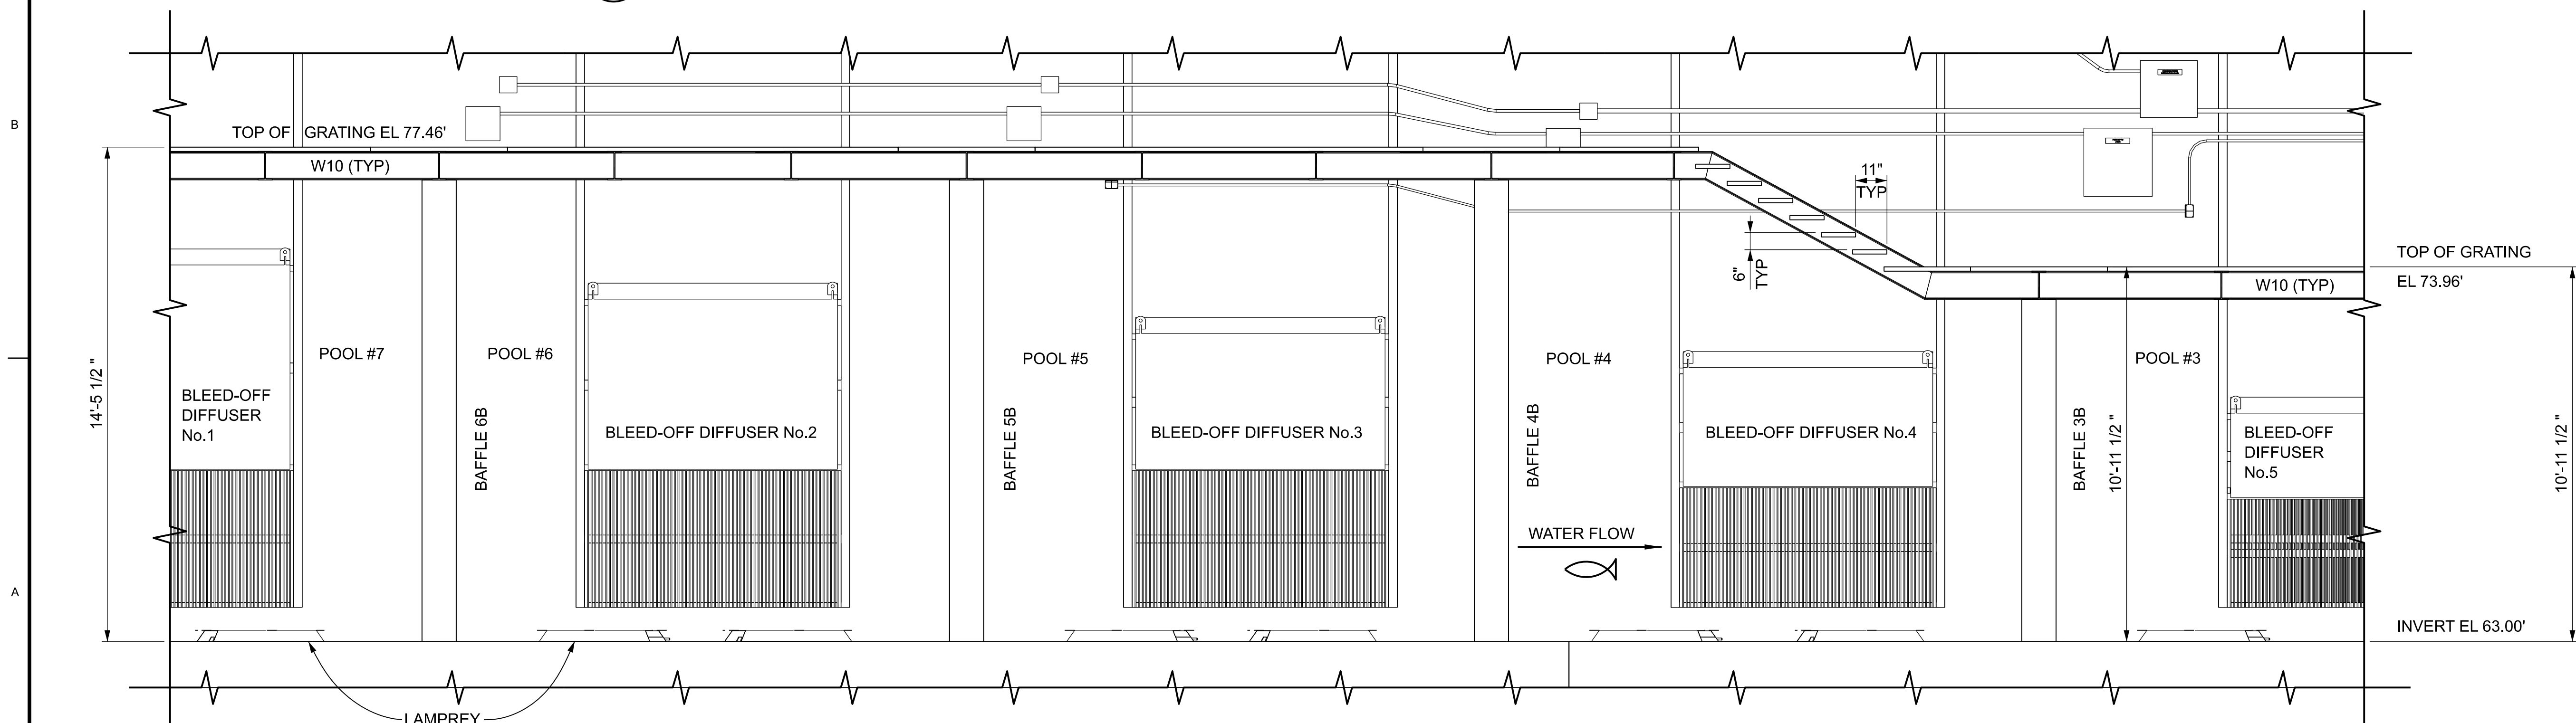 B
TOP OF GRATING EL 77.46'
W10 (TYP)
11"
TYP
6"
TYP
TOP OF GRATING
EL 73.96'
W10 (TYP)
14'-5 1/2 "
POOL #7
POOL #6
POOL #5
POOL #4
POOL #3
BLEED-OFF
DIFFUSER
No.1
BAFFLE 6B
BLEED-OFF DIFFUSER No.2
BAFFLE 5B
BLEED-OFF DIFFUSER No.3
BAFFLE 4B
BLEED-OFF DIFFUSER No.4
BAFFLE 3B
10'-11 1/2 "
BLEED-OFF
DIFFUSER
No.5
10'-11 1/2 "
WATER FLOW
A
INVERT EL 63.00'
LAMPREY